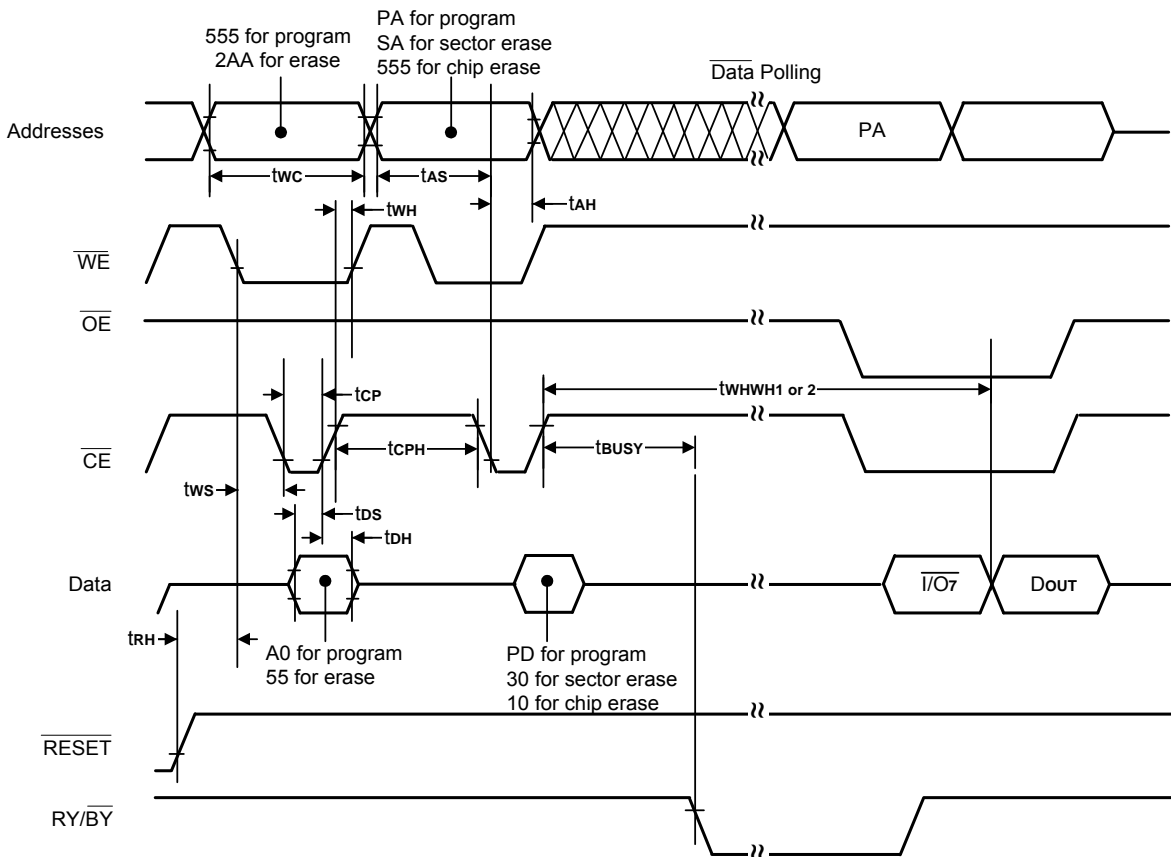 555 for program
2AA for erase
PA for program
SA for sector erase
555 for chip erase
Data Polling
Addresses
PA
tWC
tAS
tAH
tWH
WE
OE
tWHWH1 or 2
tCP
CE
tCPH
tBUSY
tWS
tDS
tDH
Data
I/O7
DOUT
tRH
A0 for program
55 for erase
PD for program
30 for sector erase
10 for chip erase
RESET
RY/BY